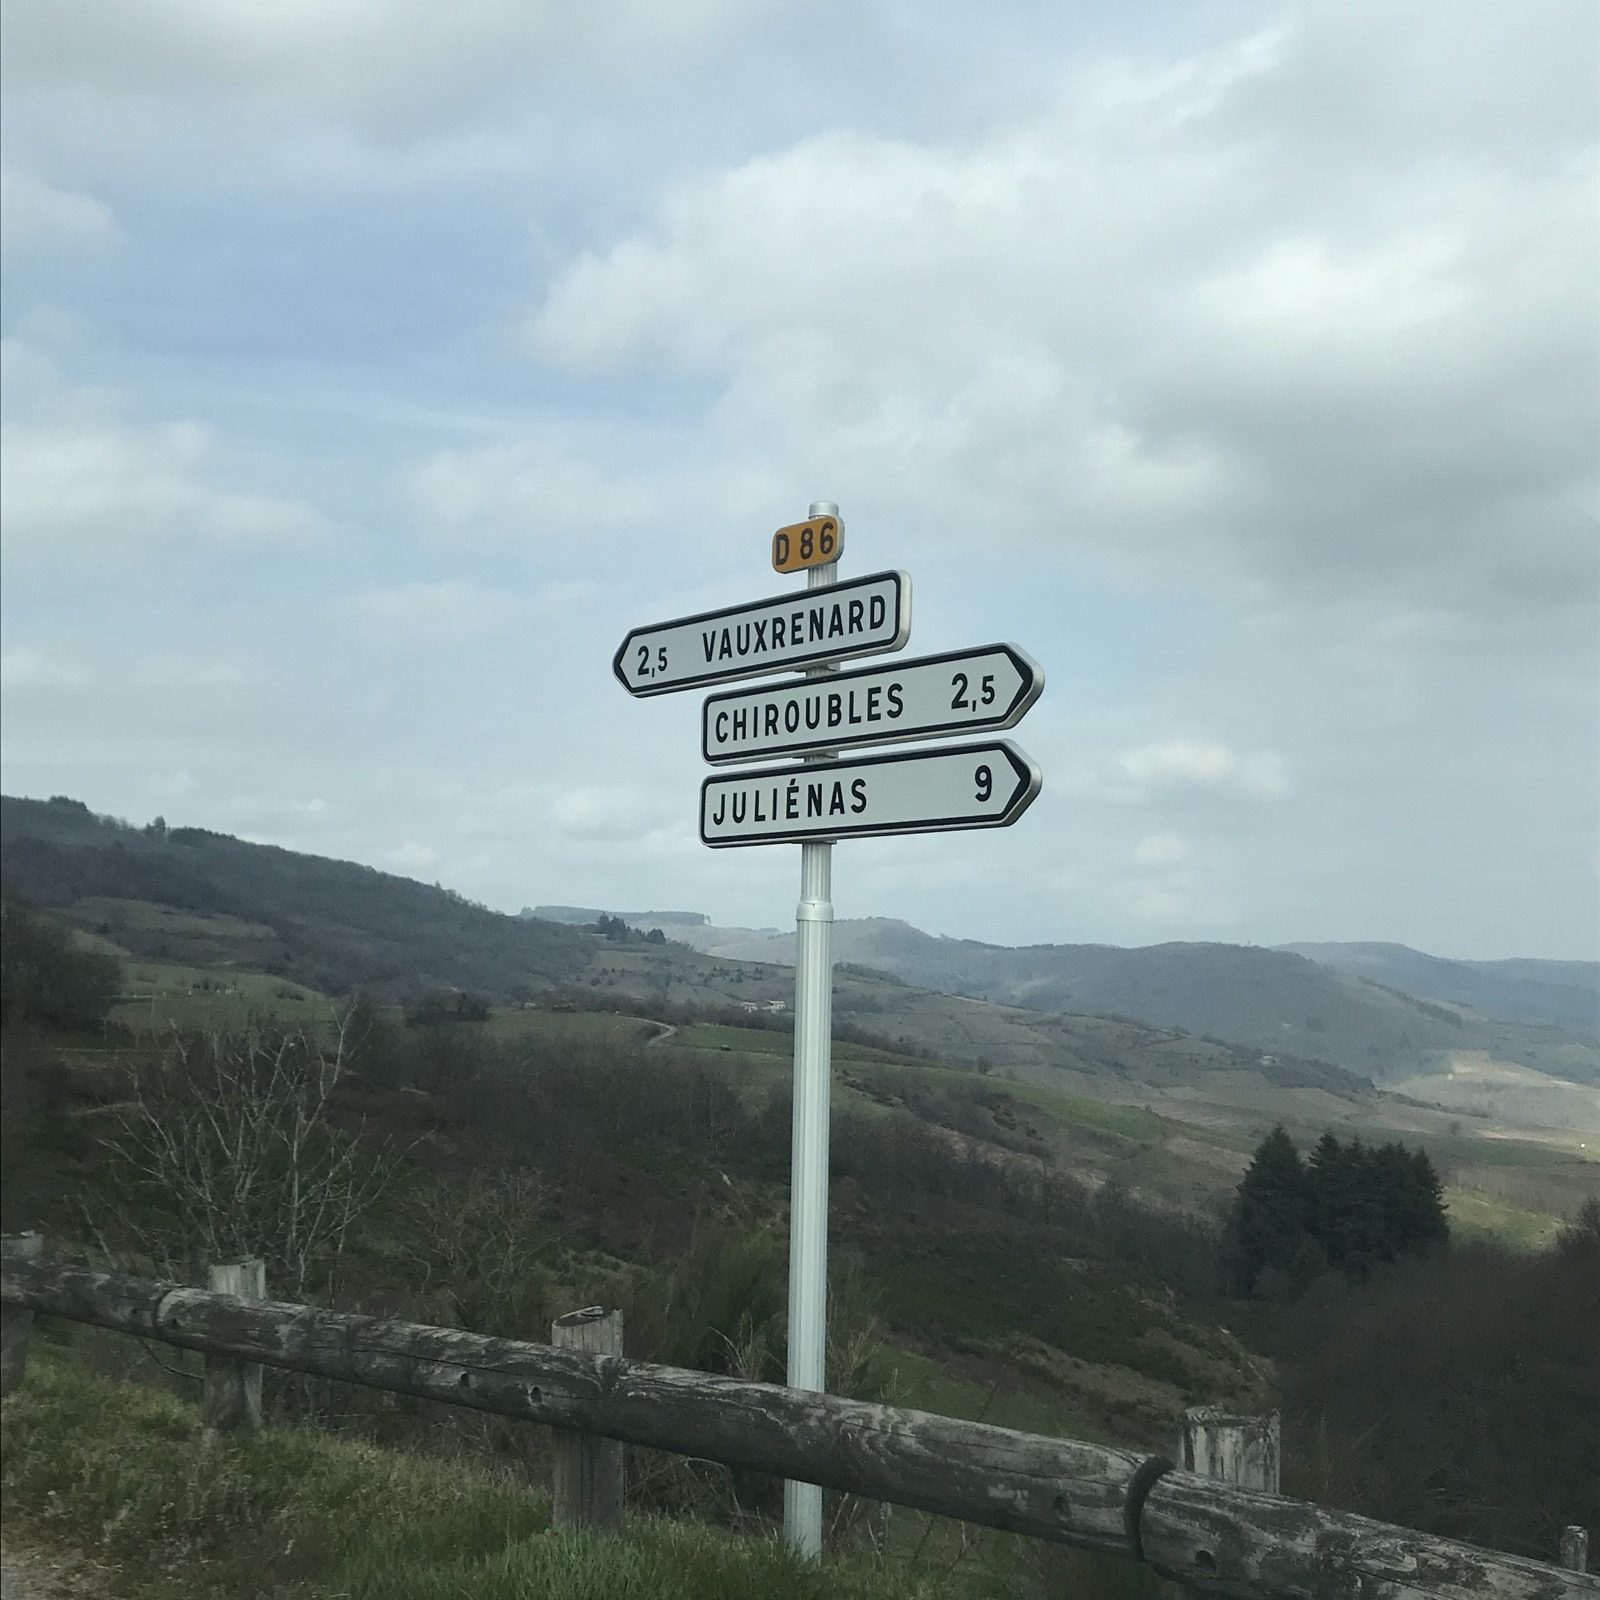 D 86
2,5 VAUXRENARD
CHIROUBLES 2,5
JULIÉNAS 9